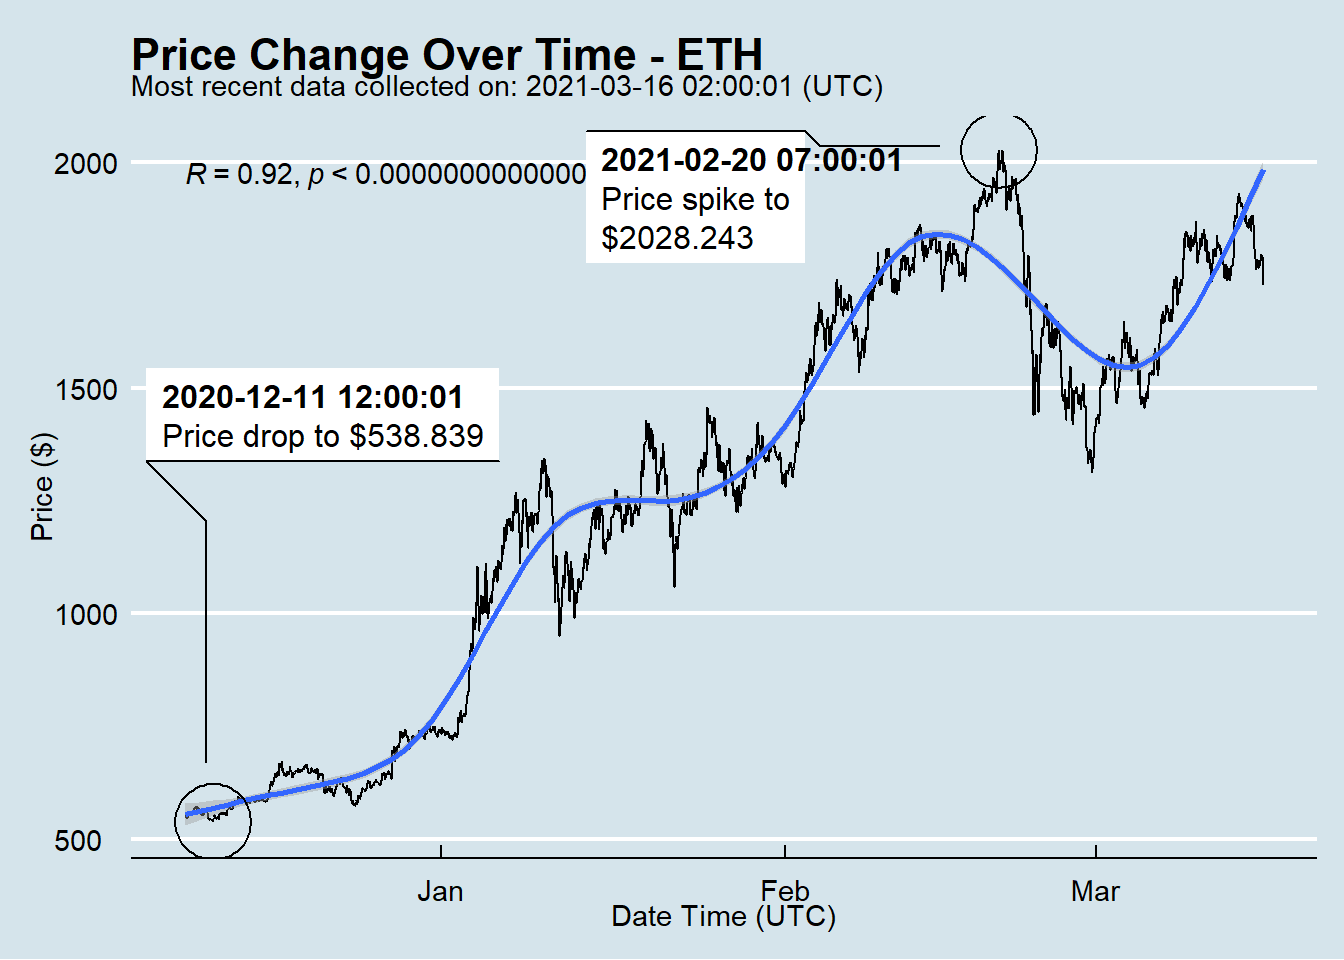 Price Change Over Time - ETH
Most recent data collected on: 2021-03-16 02:00:01 (UTC)
R = 0.92, p < 0.0000000000000
2021-02-20 07:00:01
Price spike to
$2028.243
2020-12-11 12:00:01
Price drop to $538.839
Price ($)
2000
1500
1000
500
Jan
Feb
Mar
Date Time (UTC)